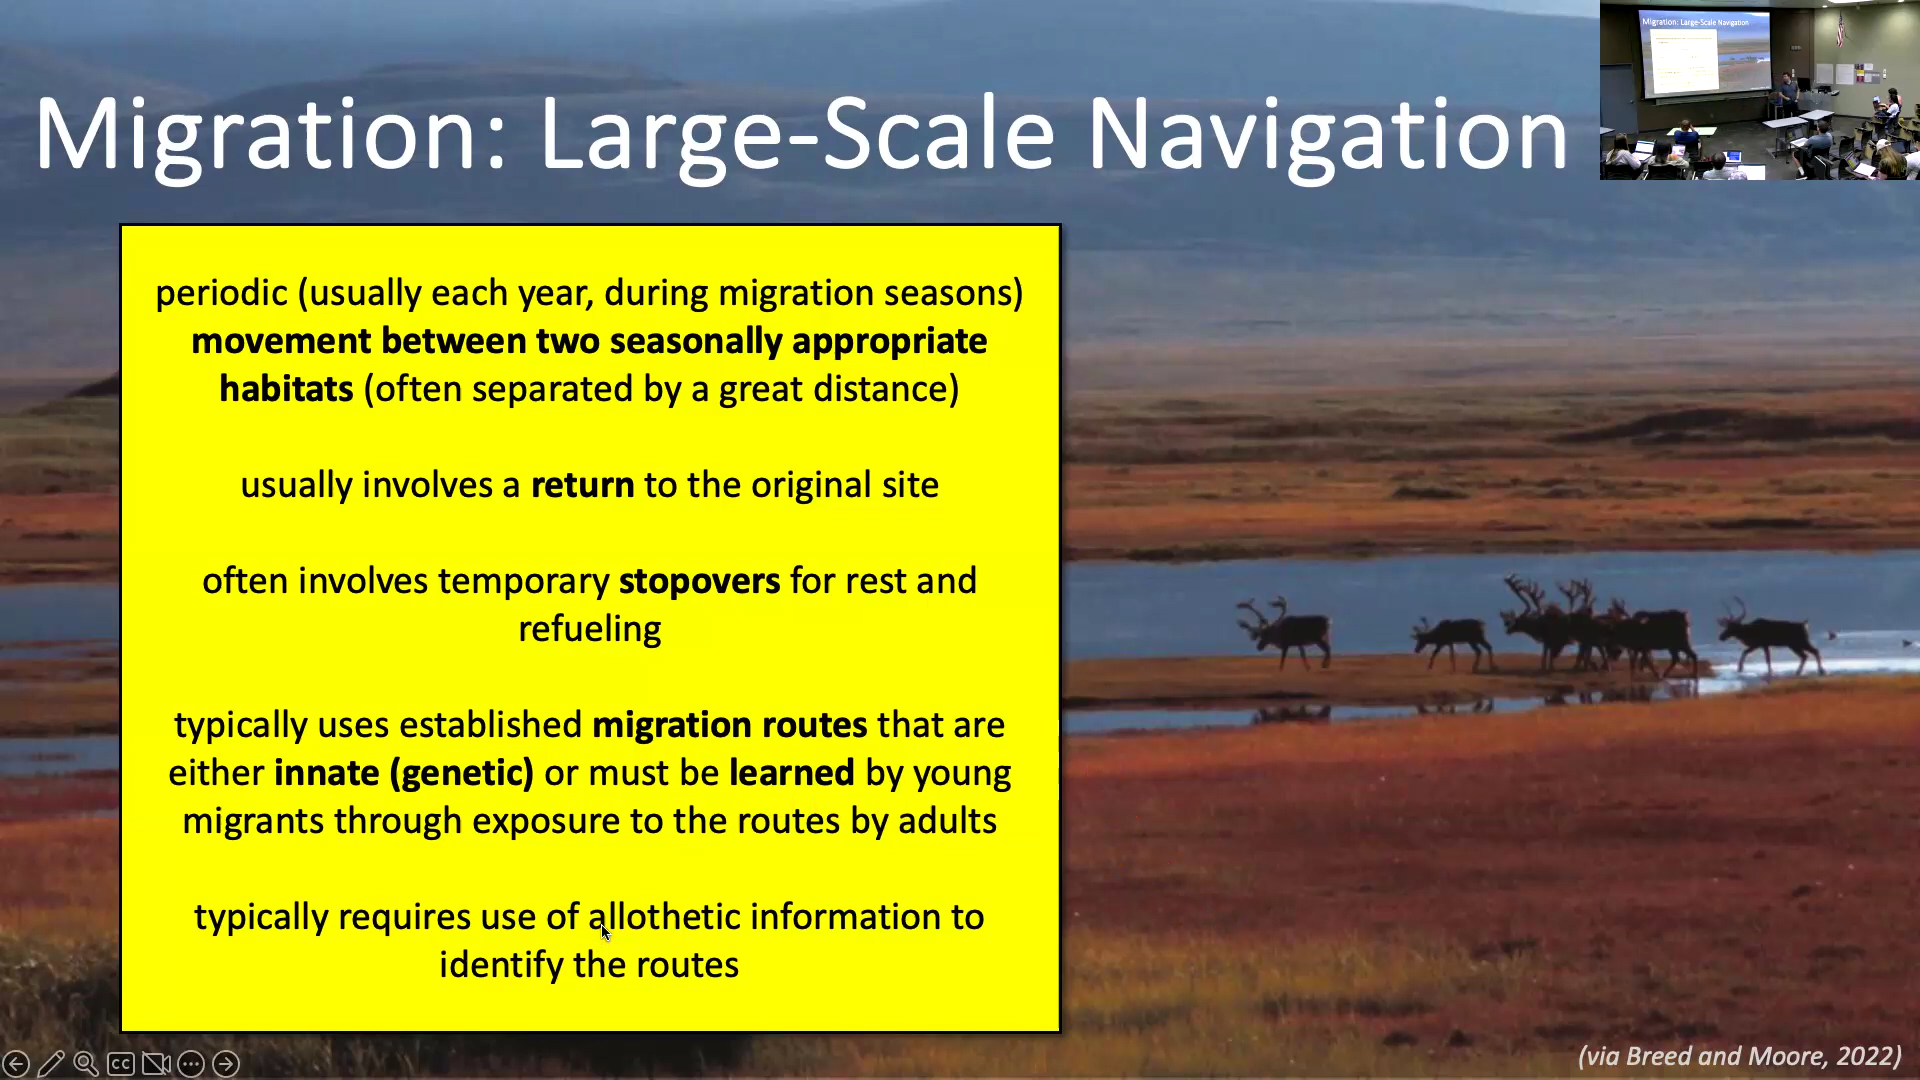 Migration: Large-Scale Navigation
Migration: Large-Scale Navigation
periodic (usually each year, during migration seasons)
movement between two seasonally appropriate
habitats (often separated by a great distance)
usually involves a return to the original site
often involves temporary stopovers for rest and
refueling
typically uses established migration routes that are
either innate (genetic) or must be learned by young
migrants through exposure to the routes by adults
typically requires use of allothetic information to
identify the routes
CC
(via Breed and Moore, 2022)